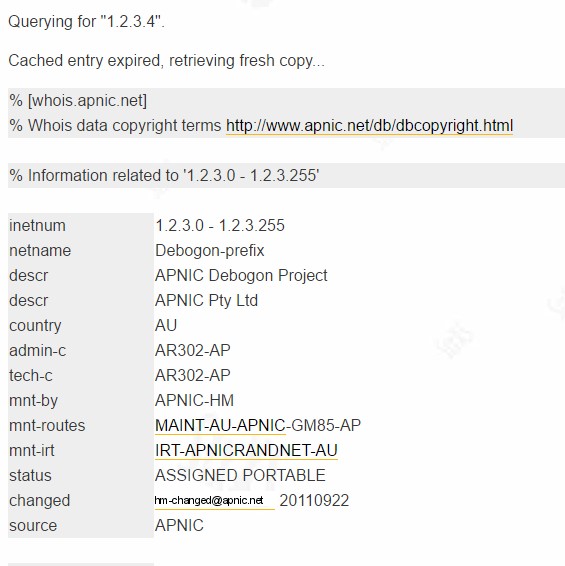 Querying for "1.2.3.4".
Cached entry expired, retrieving fresh copy...
% [whois.apnic.net]
% Whois data copyright terms http://www.apnic.net/db/dbcopyright.html
% Information related to '1.2.3.0 - 1.2.3.255'
inetnum 1.2.3.0 - 1.2.3.255
netname Debogon-prefix
descr APNIC Debogon Project
descr APNIC Pty Ltd
country AU
admin-c AR302-AP
tech-c AR302-AP
mnt-by APNIC-HM
mnt-routes MAINT-AU-APNIC-GM85-AP
mnt-irt IRT-APNICRANDNET-AU
status ASSIGNED PORTABLE
changed hm-changed@apnic.net 20110922
source APNIC